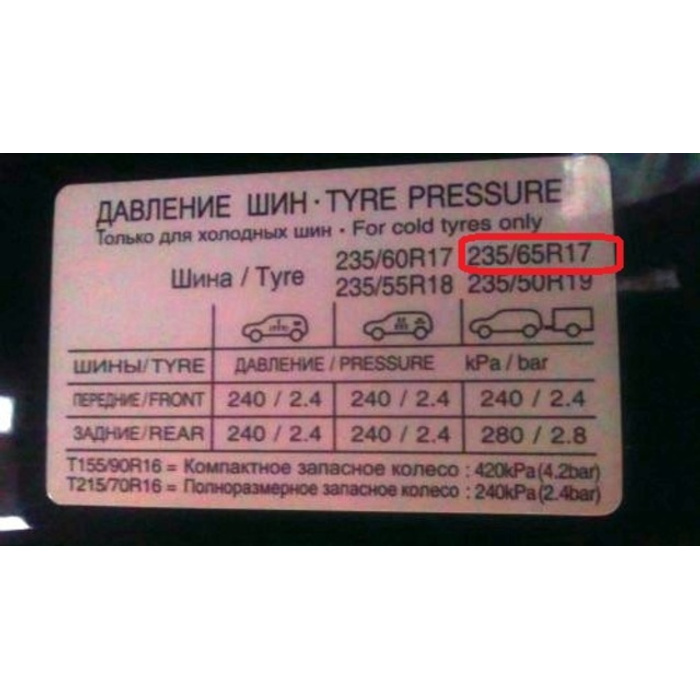 ДАВЛЕНИЕ ШИН · TYRE PRESSURE
Только для холодных шин · For cold tyres only
Шина / Tyre 235/60R17 235/65R17
235/55R18 235/50R19
ШИНЫ/TYRE ДАВЛЕНИЕ / PRESSURE kPa / bar
ПЕРЕДНИЕ/FRONT 240 / 2.4 240 / 2.4 240 / 2.4
ЗАДНИЕ/REAR 240 / 2.4 240 / 2.4 280 / 2.8
T155/90R16 = Компактное запасное колесо : 420kPa(4.2bar)
T215/70R16 = Полноразмерное запасное колесо : 240kPa(2.4bar)